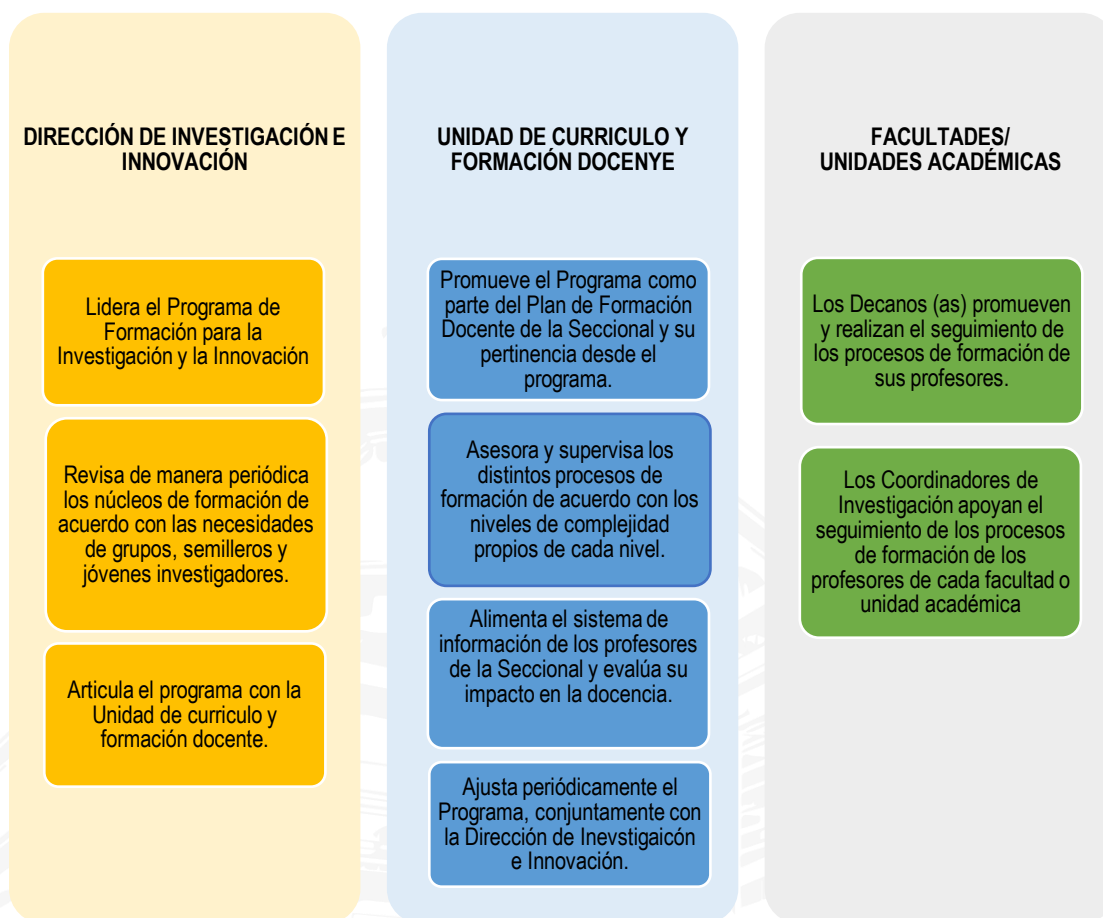 DIRECCIÓN DE INVESTIGACIÓN E
INNOVACIÓN
Lidera el Programa de
Formación para la
Investigación y la Innovación
Revisa de manera periódica
los núcleos de formación de
acuerdo con las necesidades
de grupos, semilleros y
jóvenes investigadores.
Articula el programa con la
Unidad de curriculo y
formación docente.
UNIDAD DE CURRICULO Y
FORMACIÓN DOCENYE
Promueve el Programa como
parte del Plan de Formación
Docente de la Seccional y su
pertinencia desde el
programa.
Asesora y supervisa los
distintos procesos de
formación de acuerdo con los
niveles de complejidad
propios de cada nivel.
Alimenta el sistema de
información de los profesores
de la Seccional y evalúa su
impacto en la docencia.
Ajusta periódicamente el
Programa, conjuntamente con
la Dirección de Inevstigaicón
e Innovación.
FACULTADES/
UNIDADES ACADÉMICAS
Los Decanos (as) promueven
y realizan el seguimiento de
los procesos de formación de
sus profesores.
Los Coordinadores de
Investigación apoyan el
seguimiento de los procesos
de formación de los
profesores de cada facultad o
unidad académica